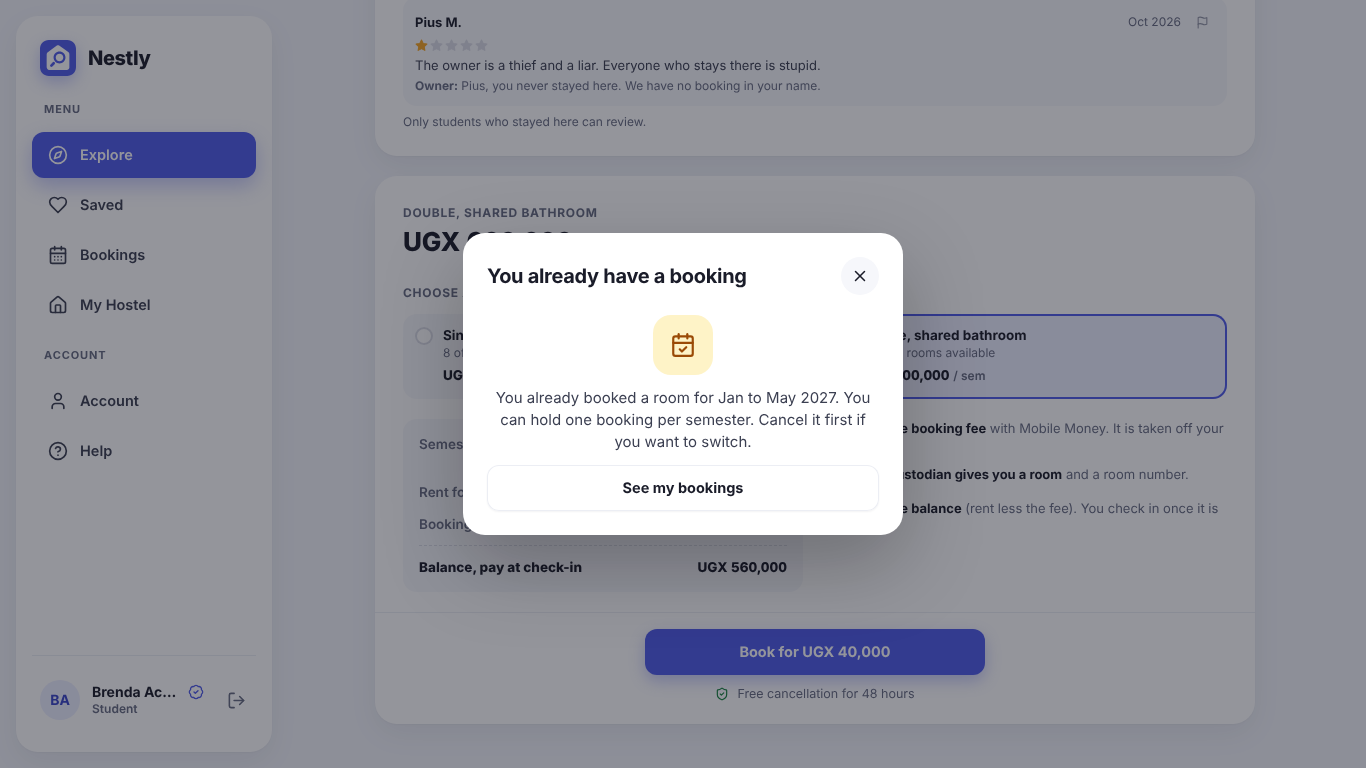 Nestly
MENU
Explore
Saved
Bookings
My Hostel
ACCOUNT
Account
Help
BA
Brenda Ac...
Student
Pius M.
Oct 2026
The owner is a thief and a liar. Everyone who stays there is stupid.
Owner: Pius, you never stayed here. We have no booking in your name.
Only students who stayed here can review.
DOUBLE, SHARED BATHROOM
UGX
CHOOSE
8 of
shared bathroom
rooms available
/ sem
booking fee with Mobile Money. It is taken off your
gives you a room and a room number.
balance (rent less the fee). You check in once it is
Rent
Balance, pay at check-in
UGX 560,000
Book for UGX 40,000
Free cancellation for 48 hours
You already have a booking
You already booked a room for Jan to May 2027. You
can hold one booking per semester. Cancel it first if
you want to switch.
See my bookings